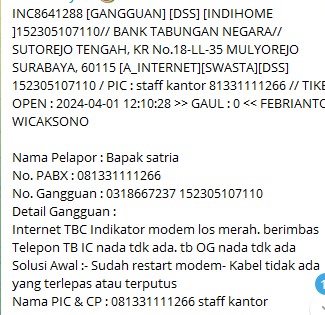 INC8641288 [GANGGUAN] [DSS] [INDIHOME
]152305107110// BANK TABUNGAN NEGARA//
SUTOREJO TENGAH, KR No.18-LL-35 MULYOREJO
SURABAYA, 60115 [A_INTERNET][SWASTA][DSS]
152305107110 / PIC : staff kantor 81331111266 // TIKE
OPEN : 2024-04-01 12:10:28 >> GAUL : 0 << FEBRIANTO
WICAKSONO
Nama Pelapor : Bapak satria
No. PABX : 081331111266
No. Gangguan : 0318667237 152305107110
Detail Gangguan :
Internet TBC Indikator modem los merah. berimbas
Telepon TB IC nada tdk ada. tb OG nada tdk ada
Solusi Awal :- Sudah restart modem- Kabel tidak ada
yang terlepas atau terputus
Nama PIC & CP : 081331111266 staff kantor